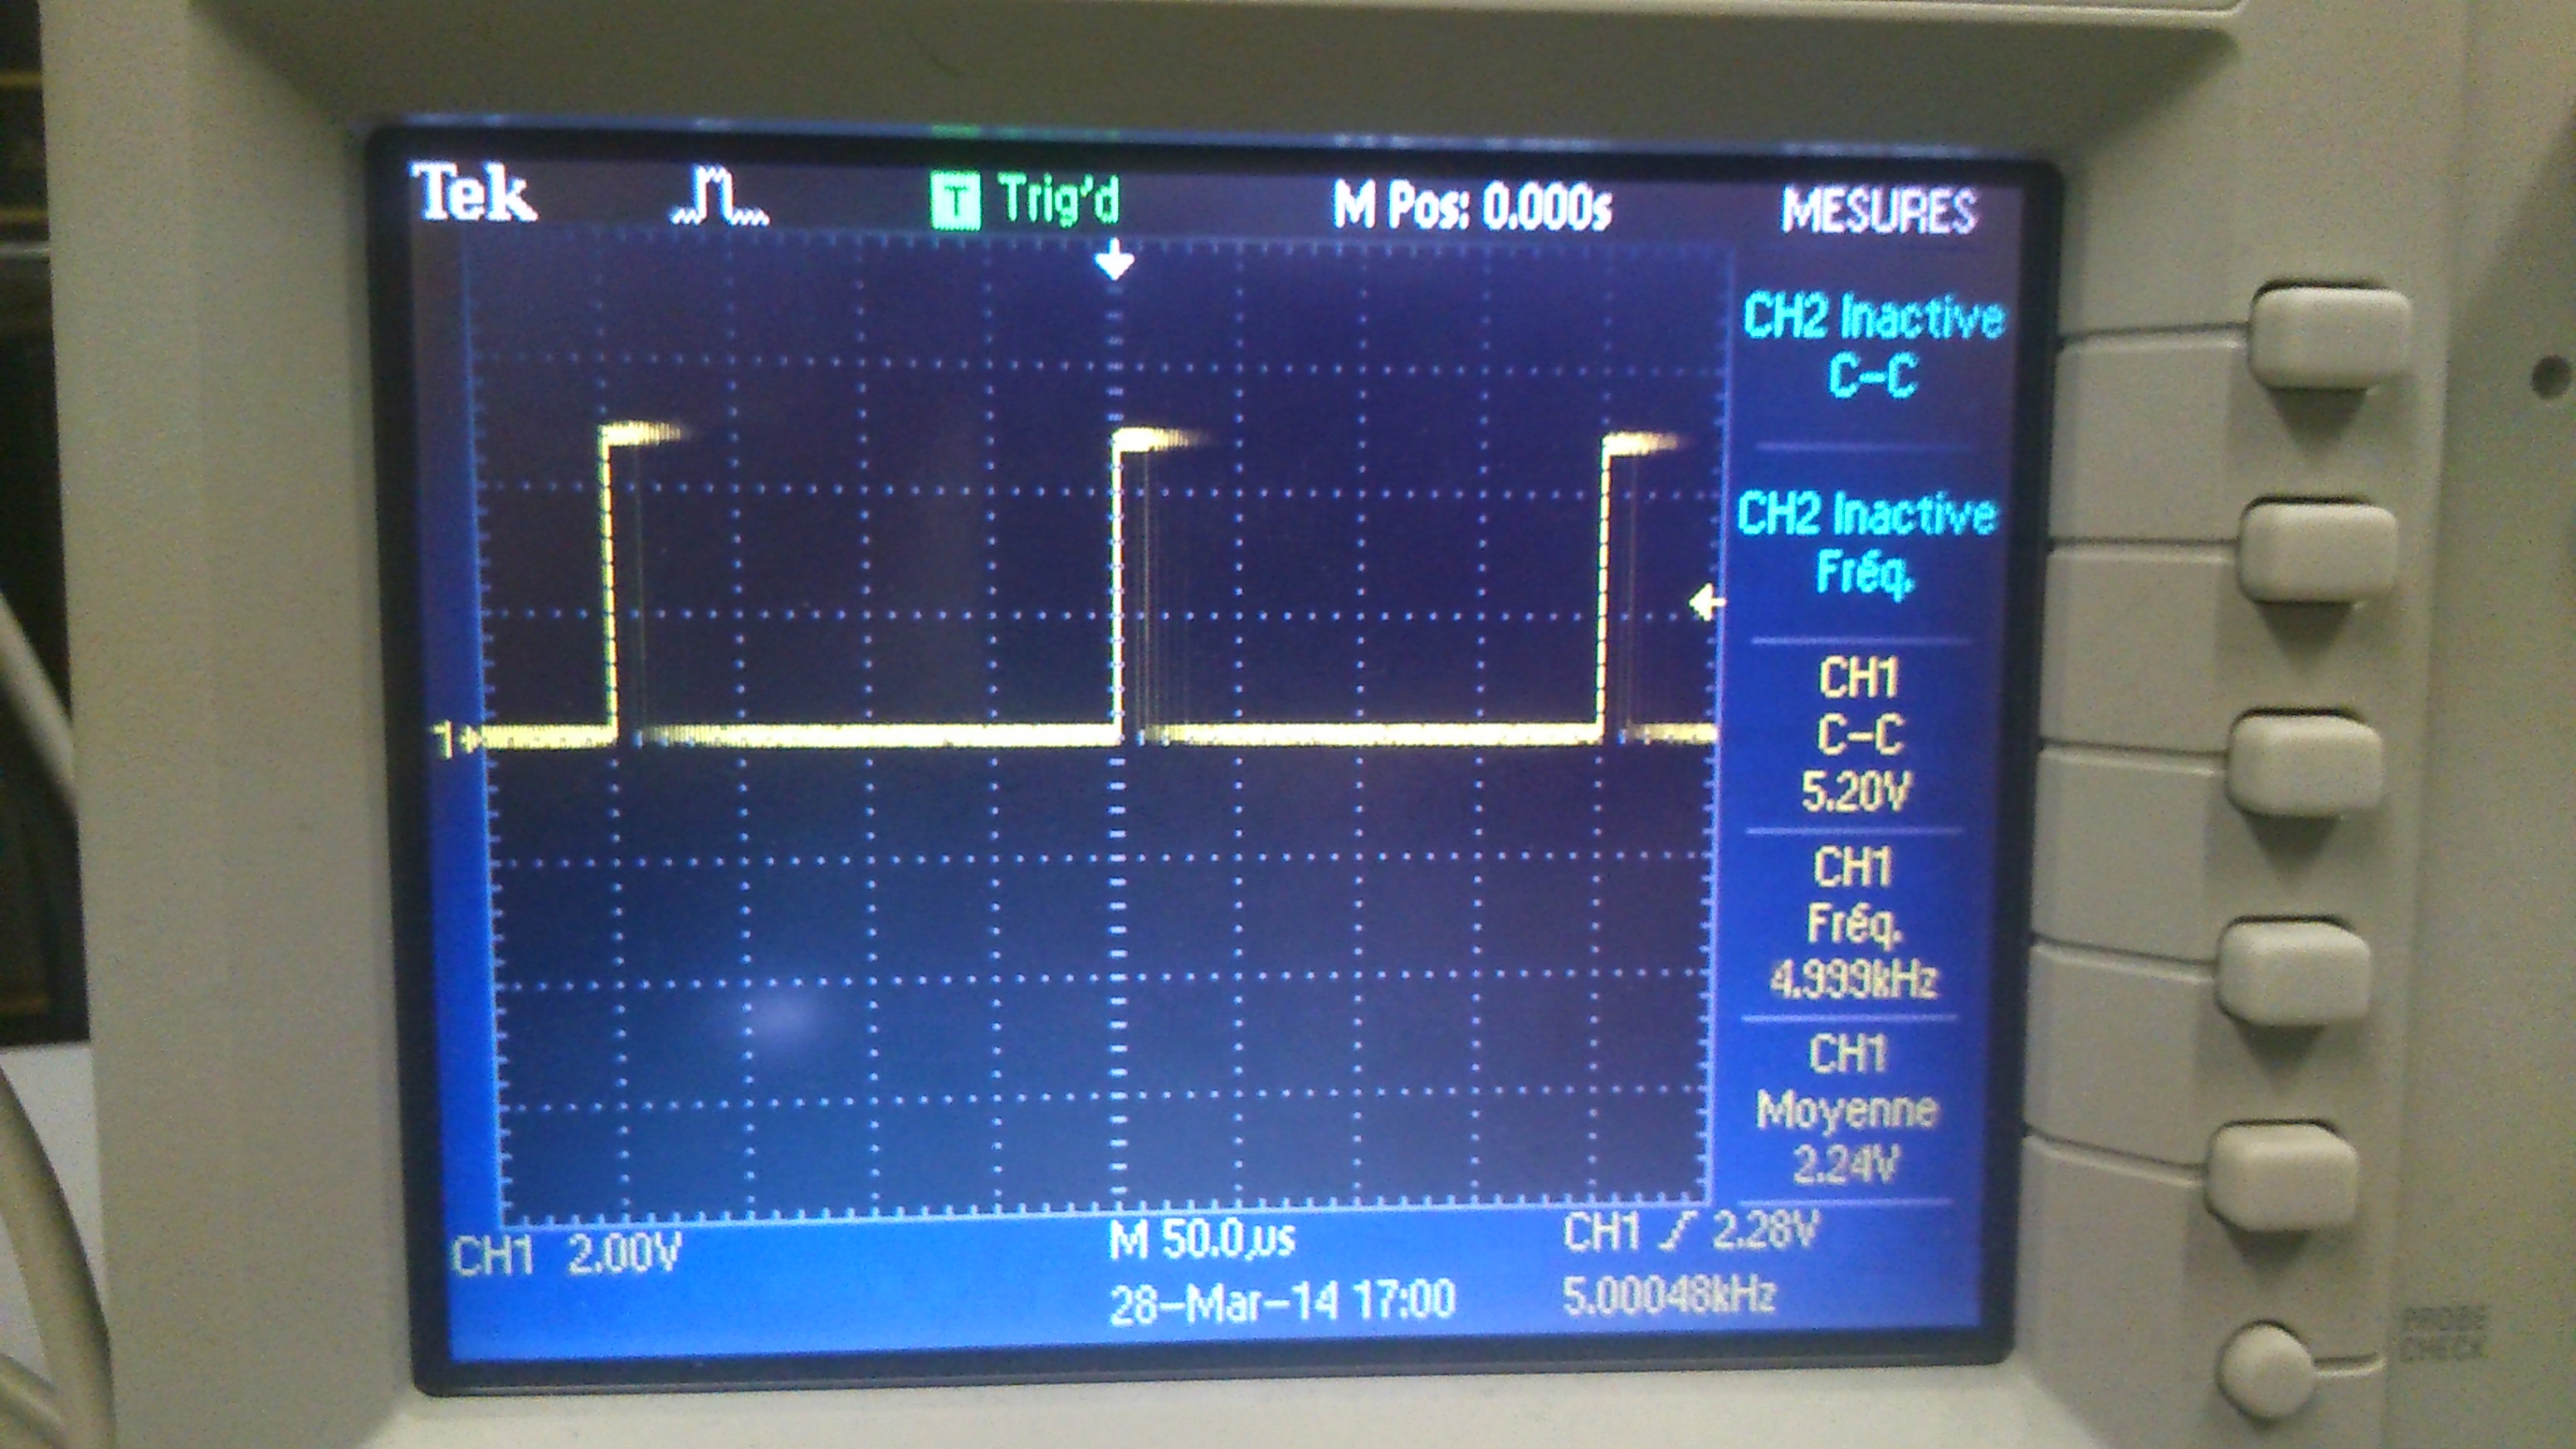 Tek T Trig'd M Pos: 0.000s MESURES
CH2 Inactive
C-C
CH2 Inactive
Fréq.
1
CH1
C-C
5.20V
CH1
Fréq.
4.999kHz
CH1
Moyenne
2.24V
CH1 2.00V M 50.0µs CH1 2.28V
28-Mar-14 17:00 5.00048kHz
PROBE
CHECK